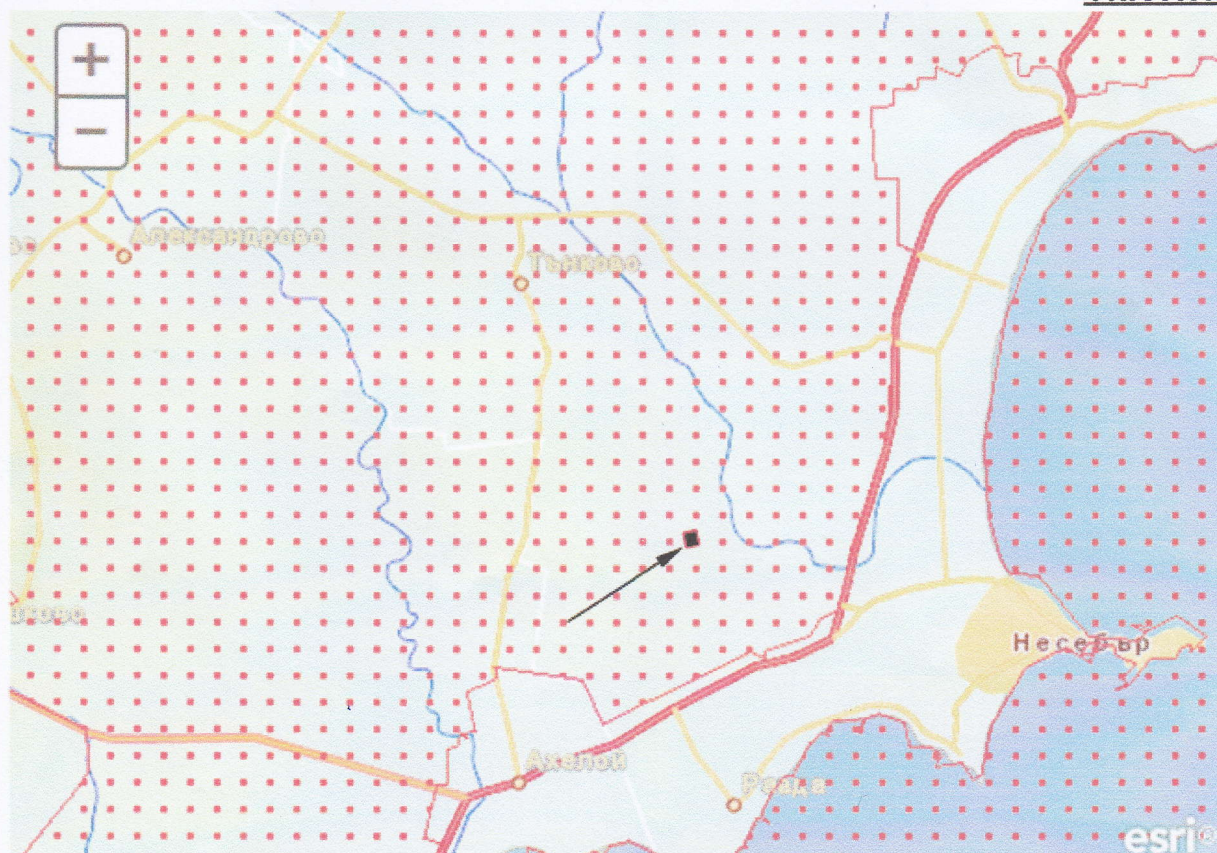 +
−
Александрово
Тънково
Несебър
Ахелой
Равда
esri